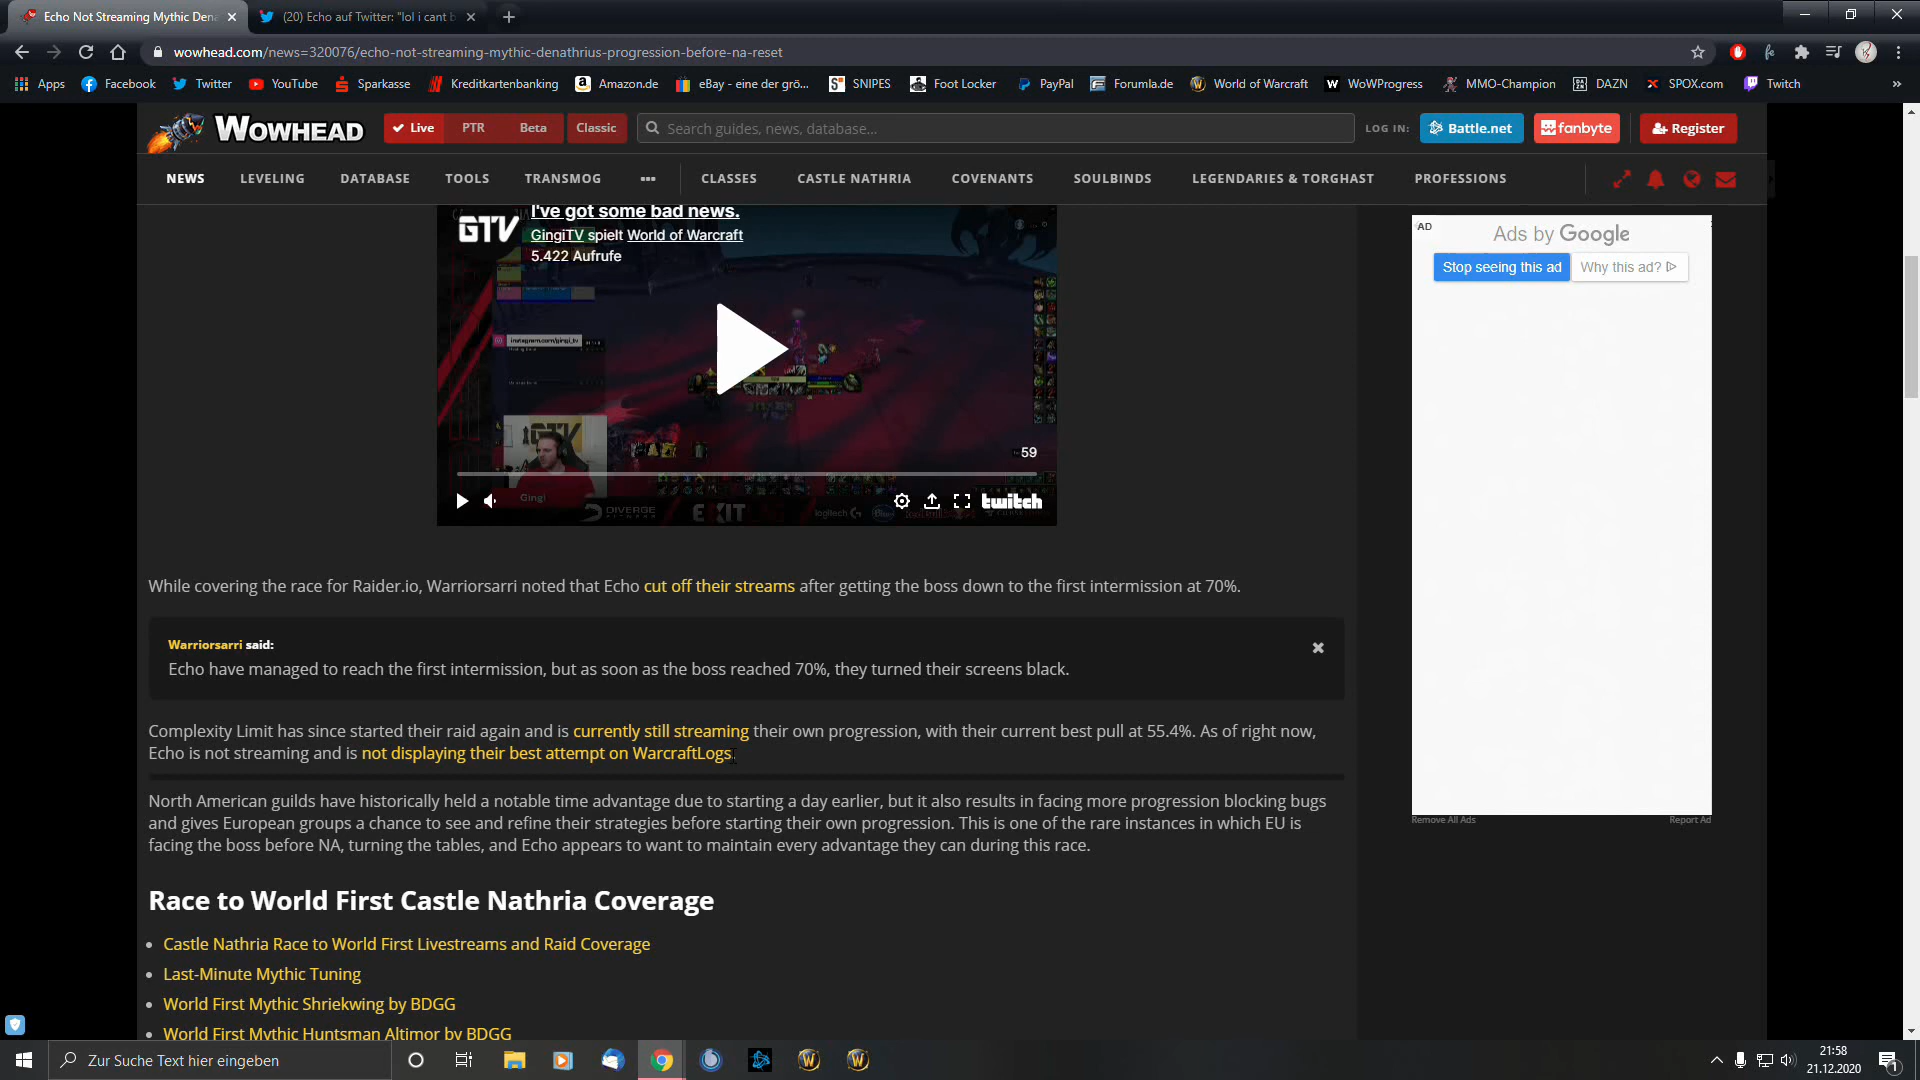 Echo Not Streaming Mythic Dena
(20) Echo auf Twitter: "lol i cant b
wowhead.com/news=320076/echo-not-streaming-mythic-denathrius-progression-before-na-reset
Apps
Facebook
Twitter
YouTube
Sparkasse
Kreditkartenbanking
Amazon.de
eBay - eine der grö...
SNIPES
Foot Locker
PayPal
Forumla.de
World of Warcraft
WoWProgress
MMO-Champion
DAZN
SPOX.com
Twitch
WOWHEAD
Live
PTR
Beta
Classic
Search guides, news, database...
LOG IN:
Battle.net
fanbyte
Register
NEWS
LEVELING
DATABASE
TOOLS
TRANSMOG
CLASSES
CASTLE NATHRIA
COVENANTS
SOULBINDS
LEGENDARIES & TORGHAST
PROFESSIONS
I've got some bad news.
GTV
GingiTV spielt World of Warcraft
5.422 Aufrufe
instagram.com/gingi_tv
59
Gingi
DIVERGE
EXIT
logitech G
twitch
AD
Ads by Google
Stop seeing this ad
Why this ad?
Remove All Ads
Report Ad
While covering the race for Raider.io, Warriorsarri noted that Echo cut off their streams after getting the boss down to the first intermission at 70%.
Warriorsarri said:
Echo have managed to reach the first intermission, but as soon as the boss reached 70%, they turned their screens black.
Complexity Limit has since started their raid again and is currently still streaming their own progression, with their current best pull at 55.4%. As of right now,
Echo is not streaming and is not displaying their best attempt on WarcraftLogs.
North American guilds have historically held a notable time advantage due to starting a day earlier, but it also results in facing more progression blocking bugs
and gives European groups a chance to see and refine their strategies before starting their own progression. This is one of the rare instances in which EU is
facing the boss before NA, turning the tables, and Echo appears to want to maintain every advantage they can during this race.
Race to World First Castle Nathria Coverage
Castle Nathria Race to World First Livestreams and Raid Coverage
Last-Minute Mythic Tuning
World First Mythic Shriekwing by BDGG
World First Mythic Huntsman Altimor by BDGG
Zur Suche Text hier eingeben
21:58
21.12.2020
1